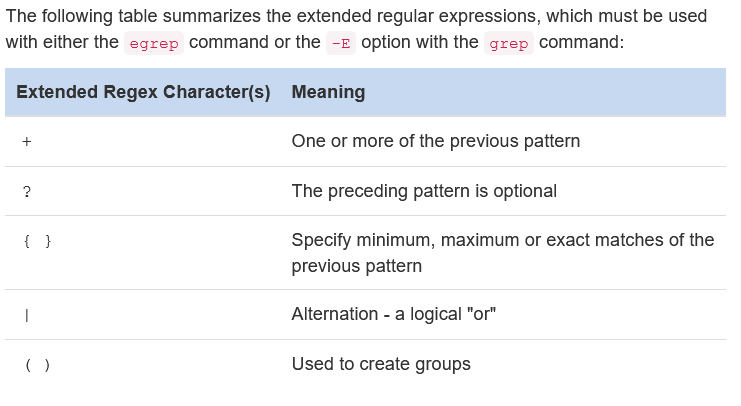 The following table summarizes the extended regular expressions, which must be used
with either the egrep command or the -E option with the grep command:
Extended Regex Character(s) Meaning
+ One or more of the previous pattern
? The preceding pattern is optional
{ } Specify minimum, maximum or exact matches of the
previous pattern
| Alternation - a logical "or"
( ) Used to create groups